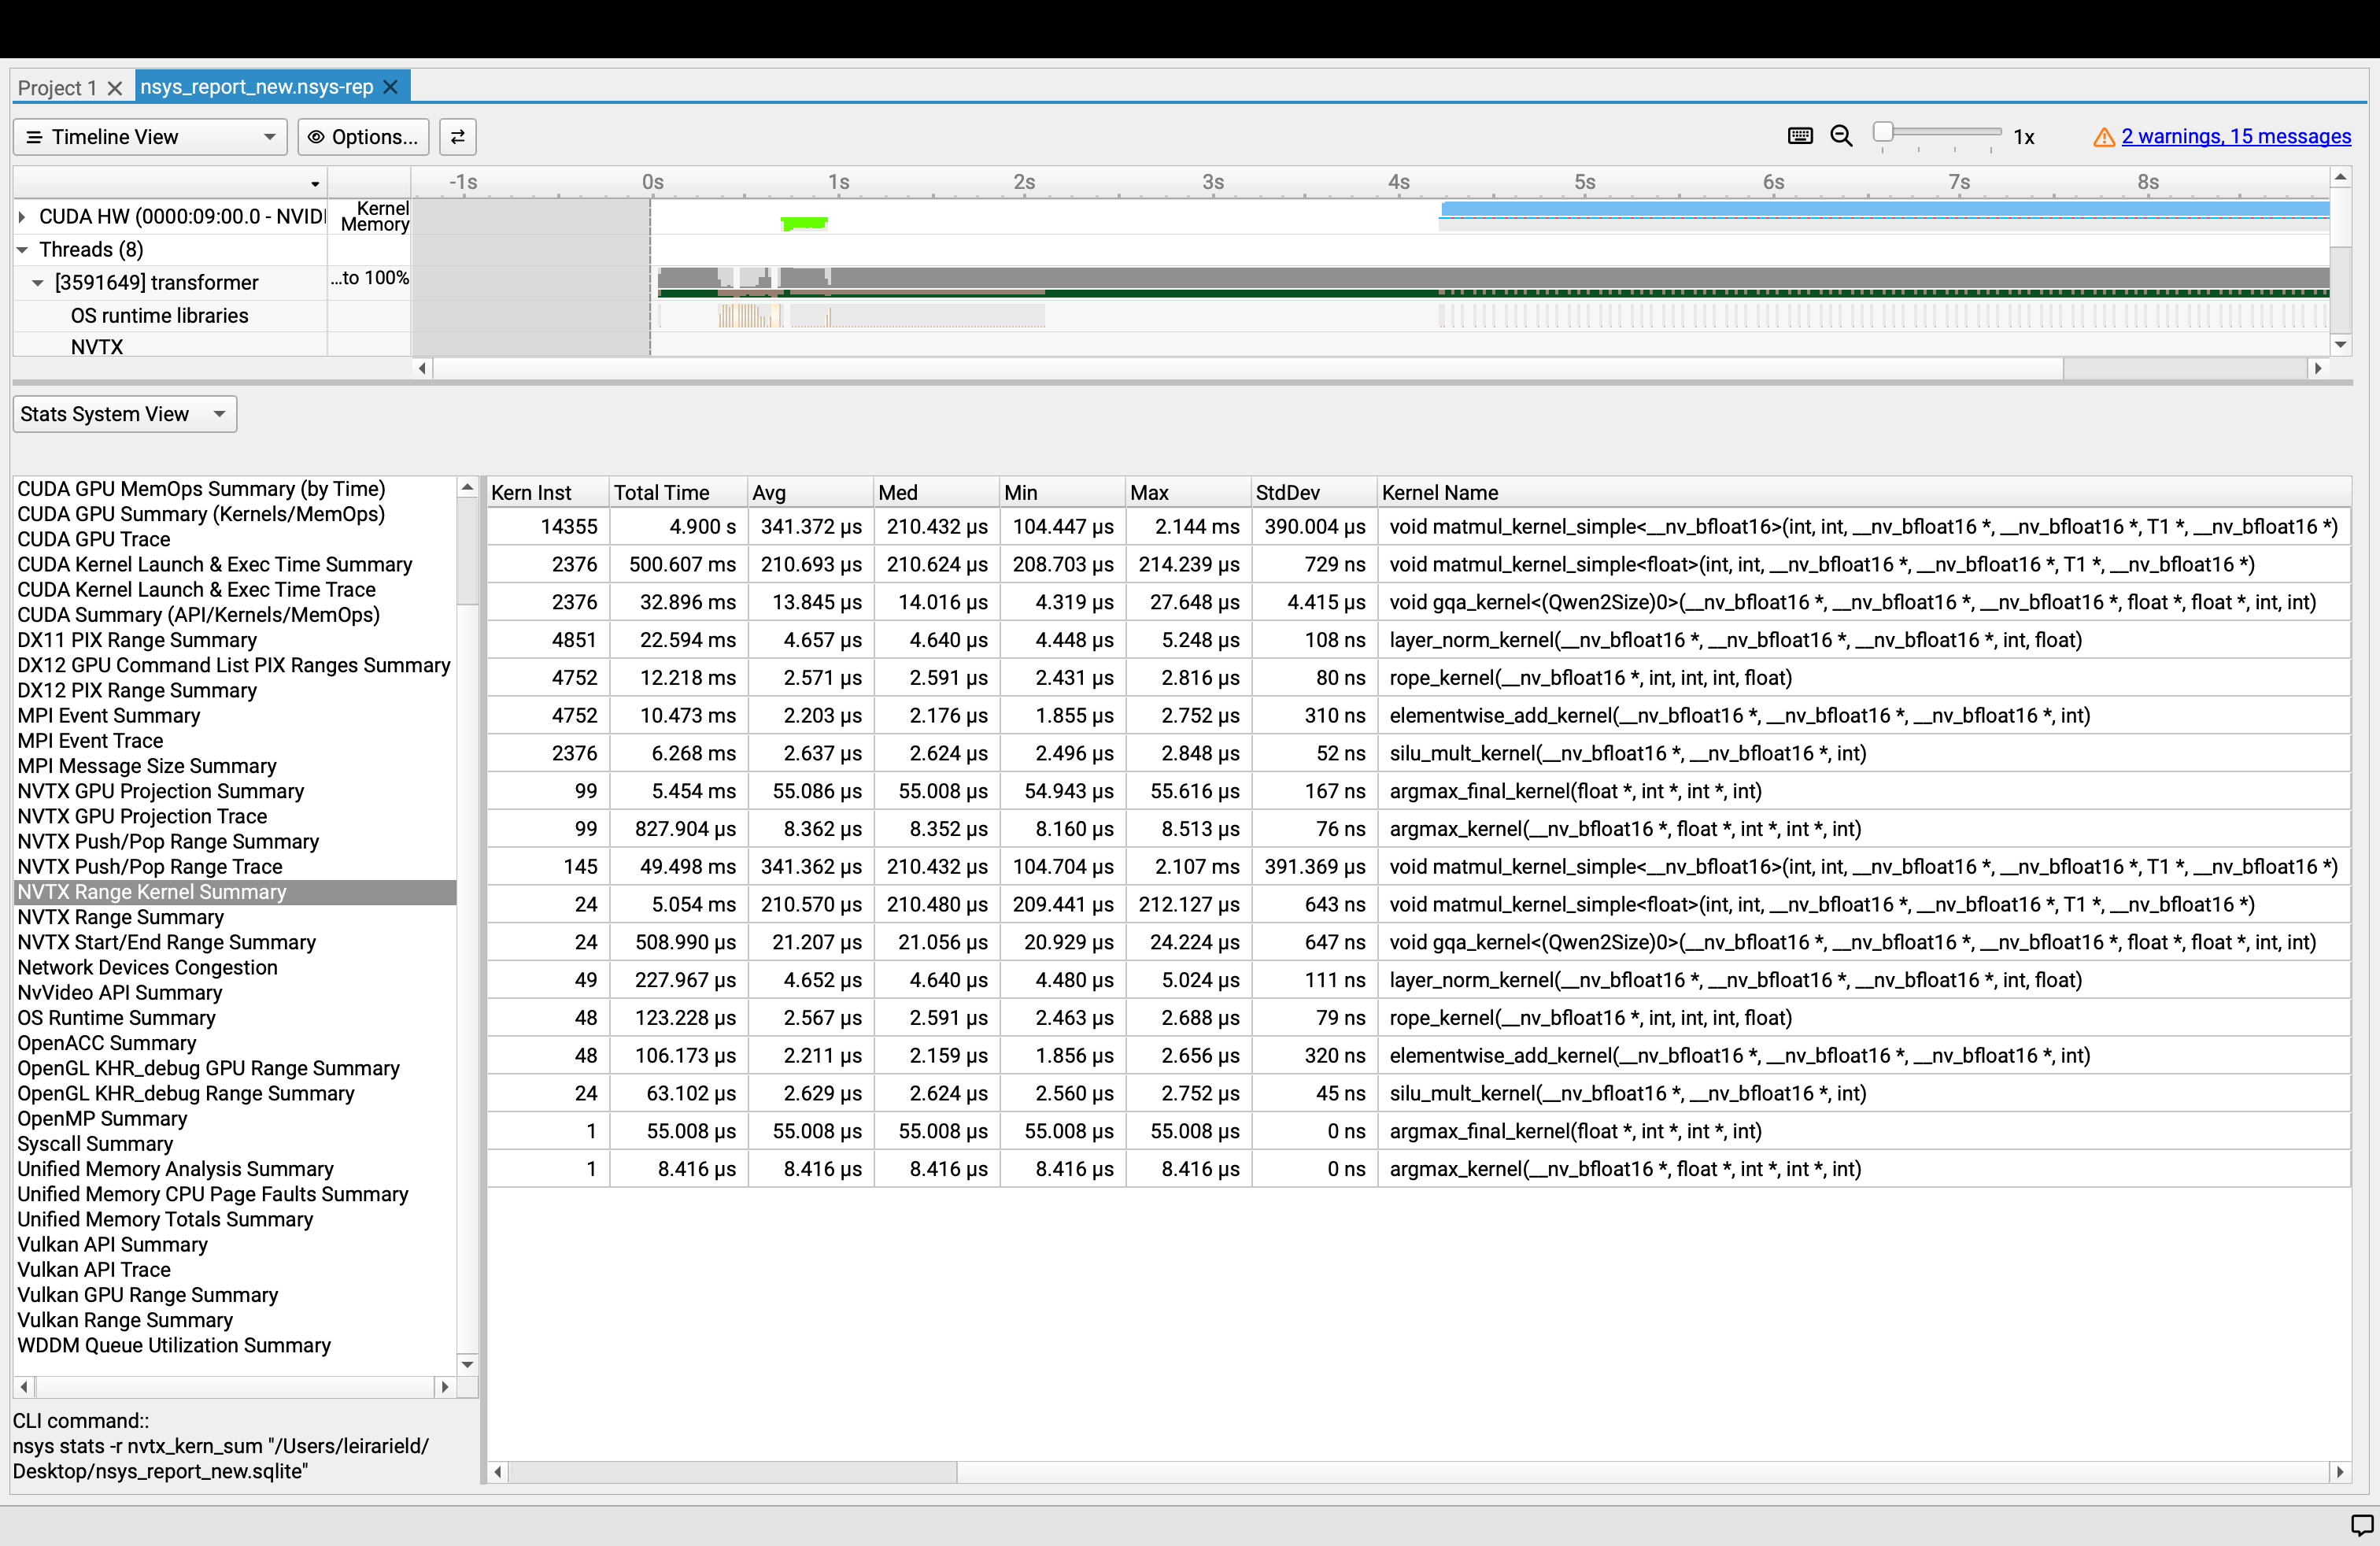 Project 1
nsys_report_new.nsys-rep
Timeline View
Options...
1x
2 warnings, 15 messages
-1s 0s 1s 2s 3s 4s 5s 6s 7s 8s
CUDA HW (0000:09:00.0 - NVIDI
Kernel
Memory
Threads (8)
[3591649] transformer
...to 100%
OS runtime libraries
NVTX
Stats System View
CUDA GPU MemOps Summary (by Time)
CUDA GPU Summary (Kernels/MemOps)
CUDA GPU Trace
CUDA Kernel Launch & Exec Time Summary
CUDA Kernel Launch & Exec Time Trace
CUDA Summary (API/Kernels/MemOps)
DX11 PIX Range Summary
DX12 GPU Command List PIX Ranges Summary
DX12 PIX Range Summary
MPI Event Summary
MPI Event Trace
MPI Message Size Summary
NVTX GPU Projection Summary
NVTX GPU Projection Trace
NVTX Push/Pop Range Summary
NVTX Push/Pop Range Trace
NVTX Range Kernel Summary
NVTX Range Summary
NVTX Start/End Range Summary
Network Devices Congestion
NvVideo API Summary
OS Runtime Summary
OpenACC Summary
OpenGL KHR_debug GPU Range Summary
OpenGL KHR_debug Range Summary
OpenMP Summary
Syscall Summary
Unified Memory Analysis Summary
Unified Memory CPU Page Faults Summary
Unified Memory Totals Summary
Vulkan API Summary
Vulkan API Trace
Vulkan GPU Range Summary
Vulkan Range Summary
WDDM Queue Utilization Summary
CLI command::
nsys stats -r nvtx_kern_sum "/Users/leirarield/
Desktop/nsys_report_new.sqlite"
Kern Inst Total Time Avg Med Min Max StdDev Kernel Name
14355 4.900 s 341.372 μs 210.432 μs 104.447 μs 2.144 ms 390.004 μs void matmul_kernel_simple<__nv_bfloat16>(int, int, __nv_bfloat16 *, __nv_bfloat16 *, T1 *, __nv_bfloat16 *)
2376 500.607 ms 210.693 μs 210.624 μs 208.703 μs 214.239 μs 729 ns void matmul_kernel_simple<float>(int, int, __nv_bfloat16 *, __nv_bfloat16 *, T1 *, __nv_bfloat16 *)
2376 32.896 ms 13.845 μs 14.016 μs 4.319 μs 27.648 μs 4.415 μs void gqa_kernel<(Qwen2Size)0>(__nv_bfloat16 *, __nv_bfloat16 *, __nv_bfloat16 *, float *, float *, int, int)
4851 22.594 ms 4.657 μs 4.640 μs 4.448 μs 5.248 μs 108 ns layer_norm_kernel(__nv_bfloat16 *, __nv_bfloat16 *, __nv_bfloat16 *, int, float)
4752 12.218 ms 2.571 μs 2.591 μs 2.431 μs 2.816 μs 80 ns rope_kernel(__nv_bfloat16 *, int, int, int, float)
4752 10.473 ms 2.203 μs 2.176 μs 1.855 μs 2.752 μs 310 ns elementwise_add_kernel(__nv_bfloat16 *, __nv_bfloat16 *, __nv_bfloat16 *, int)
2376 6.268 ms 2.637 μs 2.624 μs 2.496 μs 2.848 μs 52 ns silu_mult_kernel(__nv_bfloat16 *, __nv_bfloat16 *, int)
99 5.454 ms 55.086 μs 55.008 μs 54.943 μs 55.616 μs 167 ns argmax_final_kernel(float *, int *, int *, int)
99 827.904 μs 8.362 μs 8.352 μs 8.160 μs 8.513 μs 76 ns argmax_kernel(__nv_bfloat16 *, float *, int *, int *, int)
145 49.498 ms 341.362 μs 210.432 μs 104.704 μs 2.107 ms 391.369 μs void matmul_kernel_simple<__nv_bfloat16>(int, int, __nv_bfloat16 *, __nv_bfloat16 *, T1 *, __nv_bfloat16 *)
24 5.054 ms 210.570 μs 210.480 μs 209.441 μs 212.127 μs 643 ns void matmul_kernel_simple<float>(int, int, __nv_bfloat16 *, __nv_bfloat16 *, T1 *, __nv_bfloat16 *)
24 508.990 μs 21.207 μs 21.056 μs 20.929 μs 24.224 μs 647 ns void gqa_kernel<(Qwen2Size)0>(__nv_bfloat16 *, __nv_bfloat16 *, __nv_bfloat16 *, float *, float *, int, int)
49 227.967 μs 4.652 μs 4.640 μs 4.480 μs 5.024 μs 111 ns layer_norm_kernel(__nv_bfloat16 *, __nv_bfloat16 *, __nv_bfloat16 *, int, float)
48 123.228 μs 2.567 μs 2.591 μs 2.463 μs 2.688 μs 79 ns rope_kernel(__nv_bfloat16 *, int, int, int, float)
48 106.173 μs 2.211 μs 2.159 μs 1.856 μs 2.656 μs 320 ns elementwise_add_kernel(__nv_bfloat16 *, __nv_bfloat16 *, __nv_bfloat16 *, int)
24 63.102 μs 2.629 μs 2.624 μs 2.560 μs 2.752 μs 45 ns silu_mult_kernel(__nv_bfloat16 *, __nv_bfloat16 *, int)
1 55.008 μs 55.008 μs 55.008 μs 55.008 μs 55.008 μs 0 ns argmax_final_kernel(float *, int *, int *, int)
1 8.416 μs 8.416 μs 8.416 μs 8.416 μs 8.416 μs 0 ns argmax_kernel(__nv_bfloat16 *, float *, int *, int *, int)